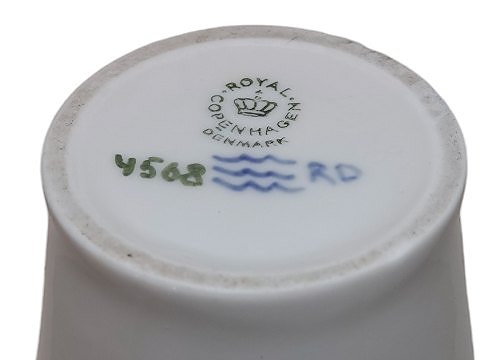 ROYAL
COPENHAGEN
DENMARK
4568 RD